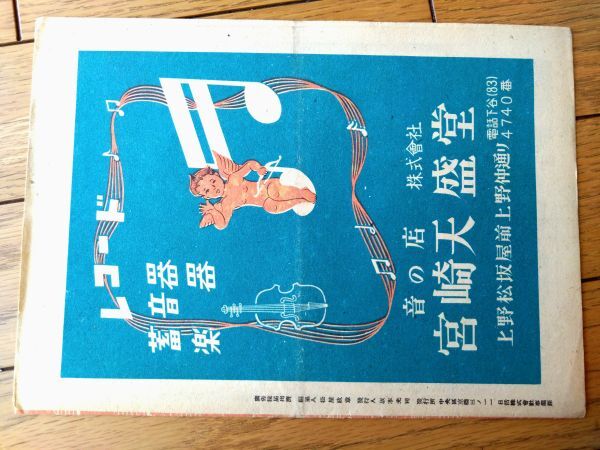 レコード
蓄音器
楽器
株式會社
音の店
宮崎天盛堂
上野松坂屋前上野仲通り
電話下谷(83)
4740番